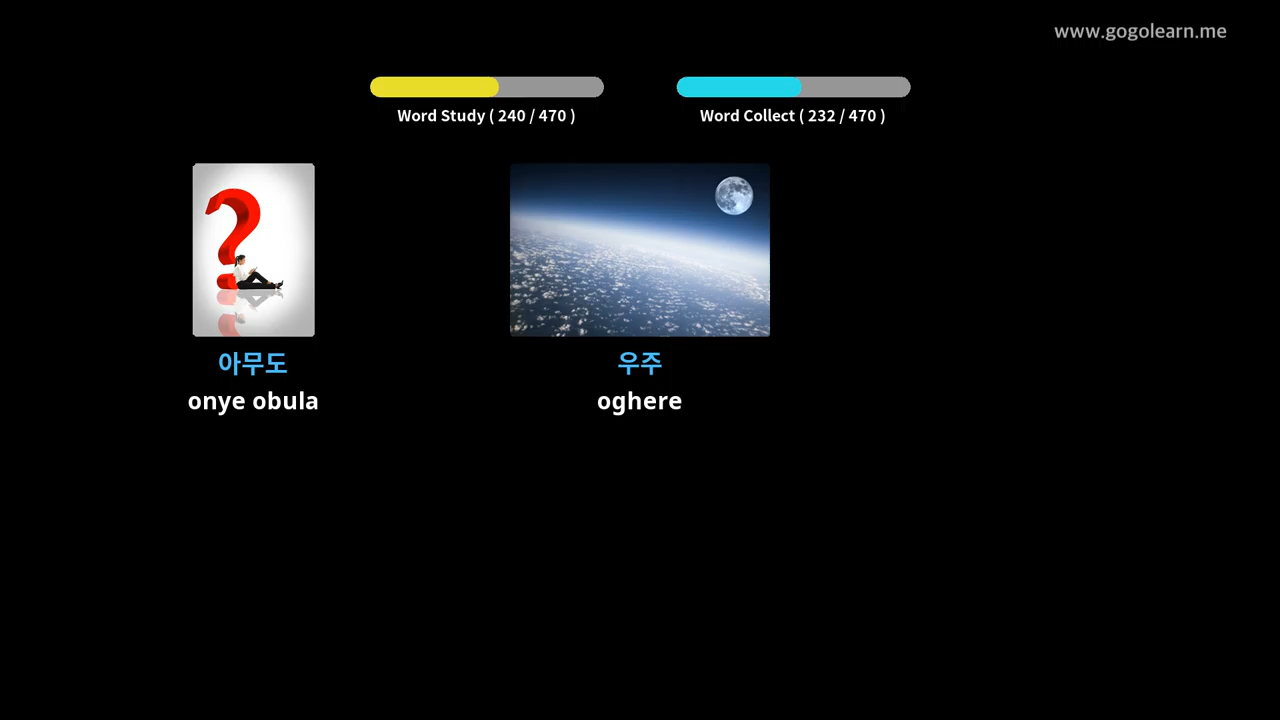 www.gogolearn.me
Word Study ( 240 / 470 )
Word Collect ( 232 / 470 )
아무도
우주
onye obula
oghere